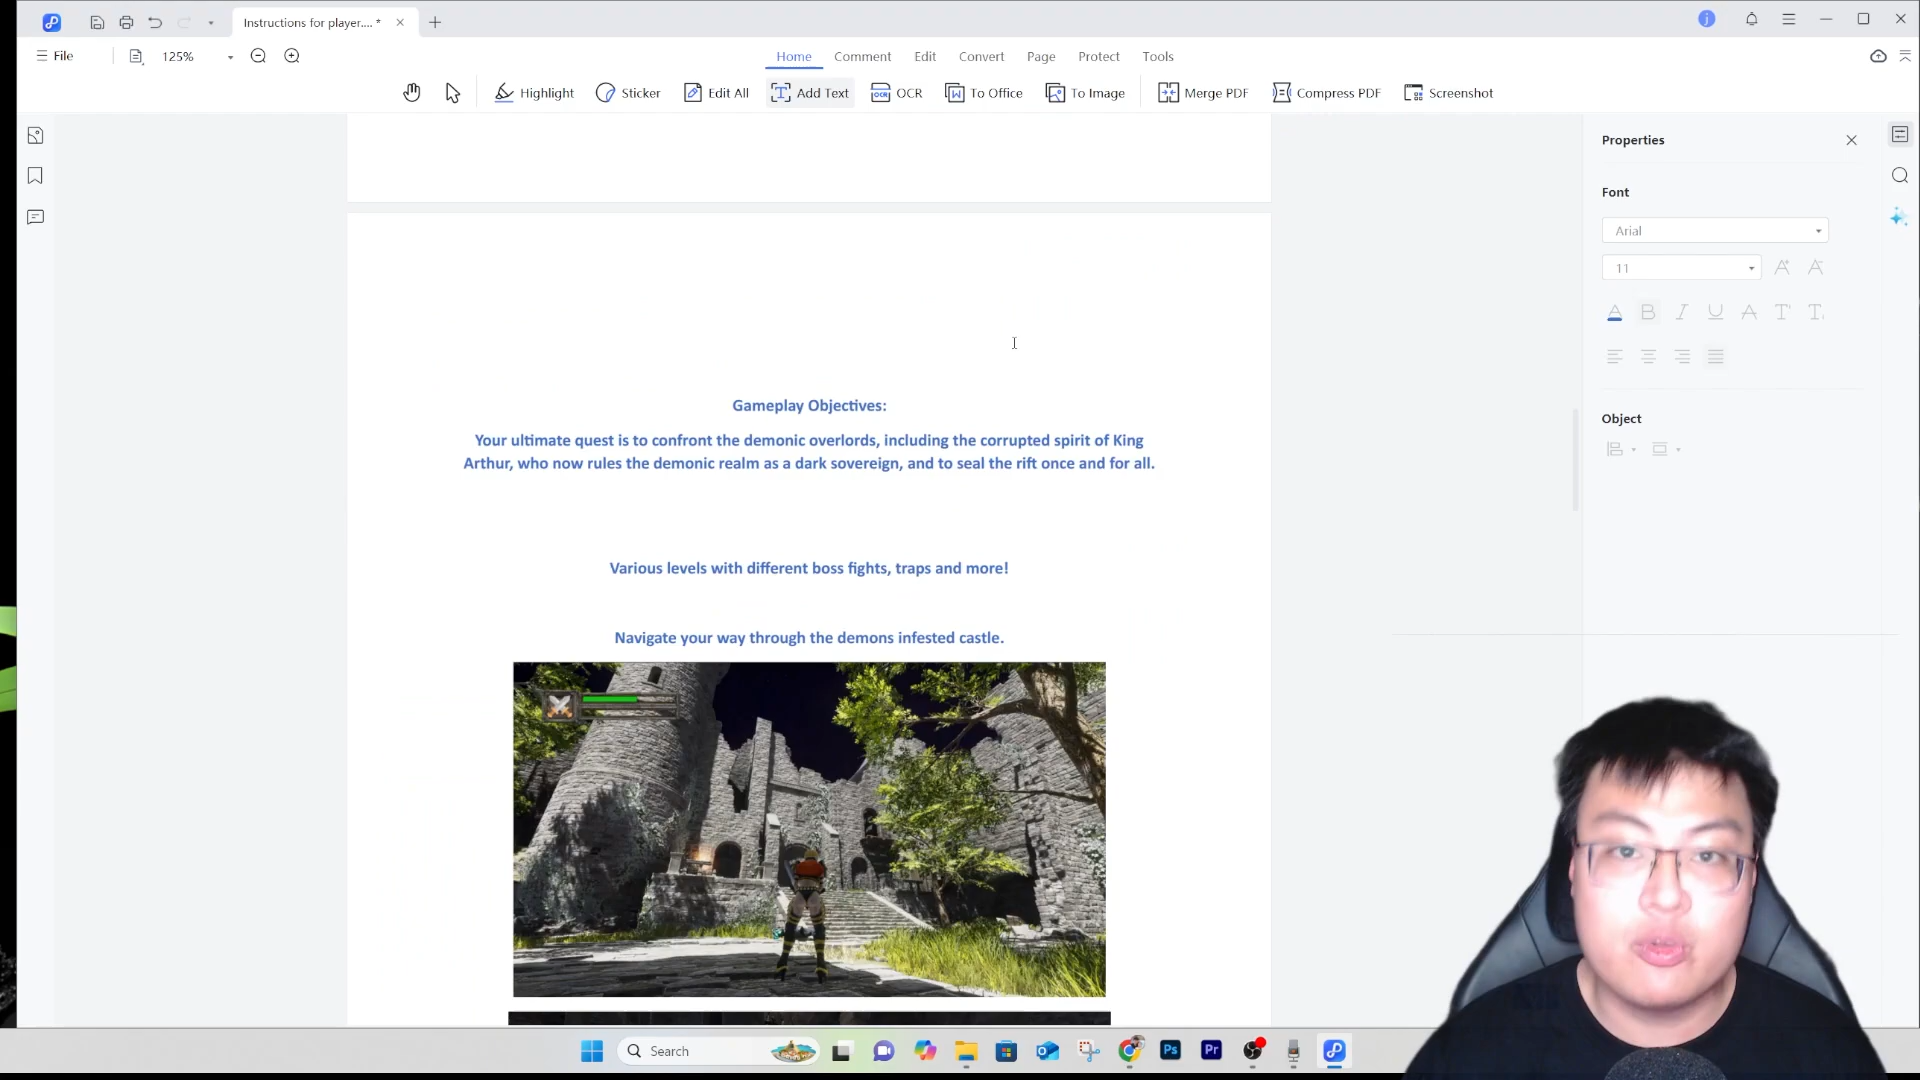 Instructions for player.... *
File
125%
Home
Comment
Edit
Convert
Page
Protect
Tools
Highlight
Sticker
Edit All
Add Text
OCR
To Office
To Image
Merge PDF
Compress PDF
Screenshot
Properties
Font
Arial
11
Object
Gameplay Objectives:
Your ultimate quest is to confront the demonic overlords, including the corrupted spirit of King
Arthur, who now rules the demonic realm as a dark sovereign, and to seal the rift once and for all.
Various levels with different boss fights, traps and more!
Navigate your way through the demons infested castle.
Search
Ps
Pr